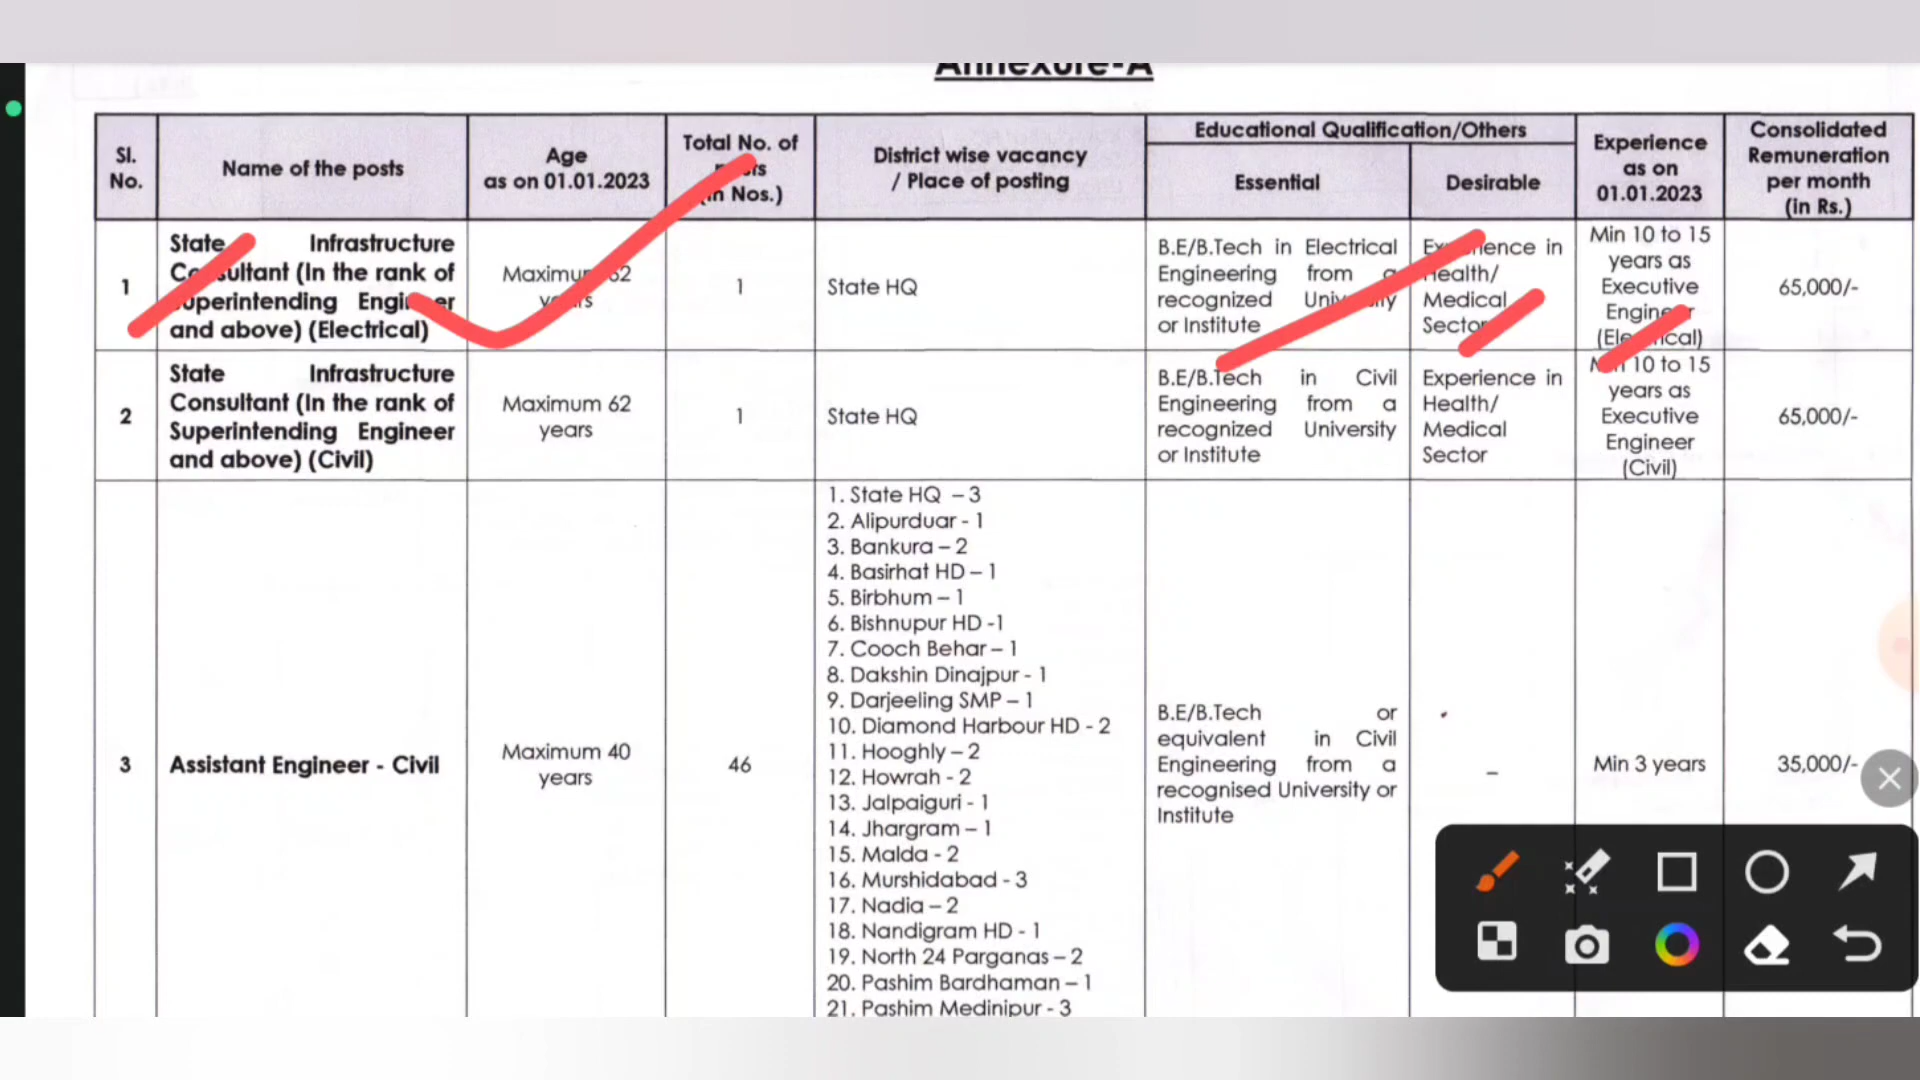 Annexure-A
Sl. No.
Name of the posts
Age
as on 01.01.2023
Total No. of
(in Nos.)
District wise vacancy
/ Place of posting
Educational Qualification/Others
Essential
Desirable
Experience
as on
01.01.2023
Consolidated
Remuneration
per month
(in Rs.)
1
State Infrastructure
Consultant (In the rank of
Superintending Engineer
and above) (Electrical)
Maximum 62
years
1
State HQ
B.E/B.Tech in Electrical
Engineering from a
recognized University
or Institute
Experience in
Health/
Medical
Sector
Min 10 to 15
years as
Executive
Engineer
(Electrical)
65,000/-
2
State Infrastructure
Consultant (In the rank of
Superintending Engineer
and above) (Civil)
Maximum 62
years
1
State HQ
B.E/B.Tech in Civil
Engineering from a
recognized University
or Institute
Experience in
Health/
Medical
Sector
Min 10 to 15
years as
Executive
Engineer
(Civil)
65,000/-
3
Assistant Engineer - Civil
Maximum 40
years
46
1. State HQ – 3
2. Alipurduar - 1
3. Bankura – 2
4. Basirhat HD – 1
5. Birbhum – 1
6. Bishnupur HD -1
7. Cooch Behar – 1
8. Dakshin Dinajpur - 1
9. Darjeeling SMP – 1
10. Diamond Harbour HD - 2
11. Hooghly – 2
12. Howrah - 2
13. Jalpaiguri - 1
14. Jhargram – 1
15. Malda - 2
16. Murshidabad - 3
17. Nadia – 2
18. Nandigram HD - 1
19. North 24 Parganas – 2
20. Pashim Bardhaman – 1
21. Pashim Medinipur - 3
B.E/B.Tech or
equivalent in Civil
Engineering from a
recognised University or
Institute
–
Min 3 years
35,000/-